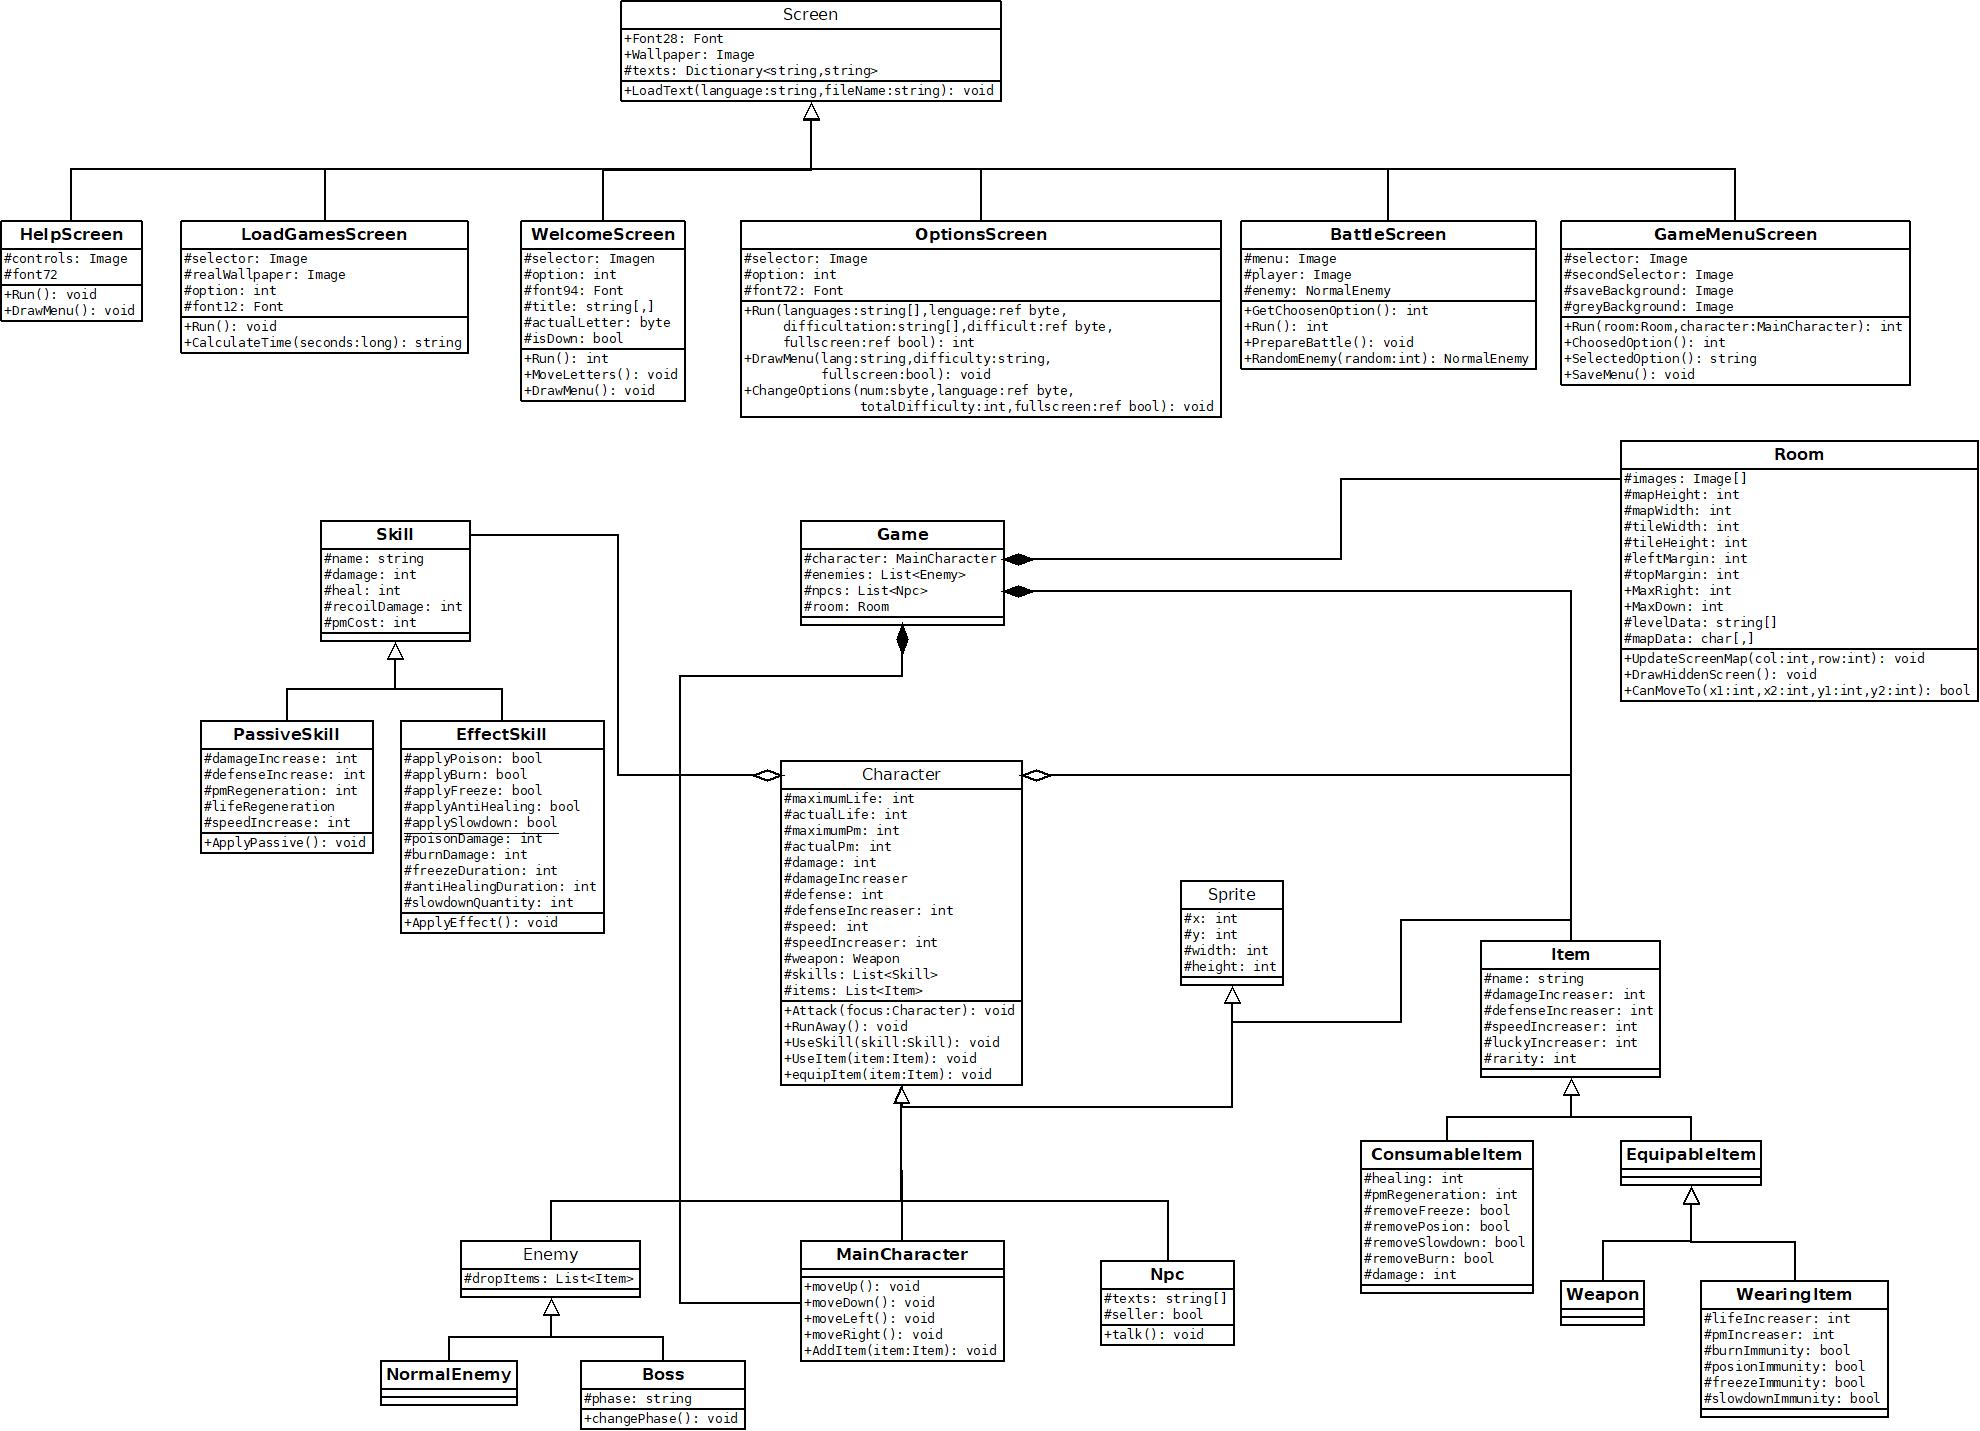 Screen
+Font28: Font
+Wallpaper: Image
#texts: Dictionary<string,string>
+LoadText(language:string,fileName:string): void
HelpScreen
#controls: Image
#font72
+Run(): void
+DrawMenu(): void
LoadGamesScreen
#selector: Image
#realWallpaper: Image
#option: int
#font12: Font
+Run(): void
+CalculateTime(seconds:long): string
WelcomeScreen
#selector: Imagen
#option: int
#font94: Font
#title: string[,]
#actualLetter: byte
#isDown: bool
+Run(): int
+MoveLetters(): void
+DrawMenu(): void
OptionsScreen
#selector: Image
#option: int
#font72: Font
+Run(languages:string[],lenguage:ref byte,
difficultation:string[],difficult:ref byte,
fullscreen:ref bool): int
+DrawMenu(lang:string,difficulty:string,
fullscreen:bool): void
+ChangeOptions(num:sbyte,language:ref byte,
totalDifficulty:int,fullscreen:ref bool): void
BattleScreen
#menu: Image
#player: Image
#enemy: NormalEnemy
+GetChoosenOption(): int
+Run(): int
+PrepareBattle(): void
+RandomEnemy(random:int): NormalEnemy
GameMenuScreen
#selector: Image
#secondSelector: Image
#saveBackground: Image
#greyBackground: Image
+Run(room:Room,character:MainCharacter): int
+ChoosedOption(): int
+SelectedOption(): string
+SaveMenu(): void
Room
#images: Image[]
#mapHeight: int
#mapWidth: int
#tileWidth: int
#tileHeight: int
#leftMargin: int
#topMargin: int
+MaxRight: int
+MaxDown: int
#levelData: string[]
#mapData: char[,]
+UpdateScreenMap(col:int,row:int): void
+DrawHiddenScreen(): void
+CanMoveTo(x1:int,x2:int,y1:int,y2:int): bool
Skill
#name: string
#damage: int
#heal: int
#recoilDamage: int
#pmCost: int
Game
#character: MainCharacter
#enemies: List<Enemy>
#npcs: List<Npc>
#room: Room
PassiveSkill
#damageIncrease: int
#defenseIncrease: int
#pmRegeneration: int
#lifeRegeneration
#speedIncrease: int
+ApplyPassive(): void
EffectSkill
#applyPoison: bool
#applyBurn: bool
#applyFreeze: bool
#applyAntiHealing: bool
#applySlowdown: bool
#poisonDamage: int
#burnDamage: int
#freezeDuration: int
#antiHealingDuration: int
#slowdownQuantity: int
+ApplyEffect(): void
Character
#maximumLife: int
#actualLife: int
#maximumPm: int
#actualPm: int
#damage: int
#damageIncreaser
#defense: int
#defenseIncreaser: int
#speed: int
#speedIncreaser: int
#weapon: Weapon
#skills: List<Skill>
#items: List<Item>
+Attack(focus:Character): void
+RunAway(): void
+UseSkill(skill:Skill): void
+UseItem(item:Item): void
+equipItem(item:Item): void
Sprite
#x: int
#y: int
#width: int
#height: int
Item
#name: string
#damageIncreaser: int
#defenseIncreaser: int
#speedIncreaser: int
#luckyIncreaser: int
#rarity: int
ConsumableItem
#healing: int
#pmRegeneration: int
#removeFreeze: bool
#removePosion: bool
#removeSlowdown: bool
#removeBurn: bool
#damage: int
EquipableItem
Enemy
#dropItems: List<Item>
MainCharacter
+moveUp(): void
+moveDown(): void
+moveLeft(): void
+moveRight(): void
+AddItem(item:Item): void
Npc
#texts: string[]
#seller: bool
+talk(): void
Weapon
WearingItem
#lifeIncreaser: int
#pmIncreaser: int
#burnImmunity: bool
#posionImmunity: bool
#freezeImmunity: bool
#slowdownImmunity: bool
NormalEnemy
Boss
#phase: string
+changePhase(): void